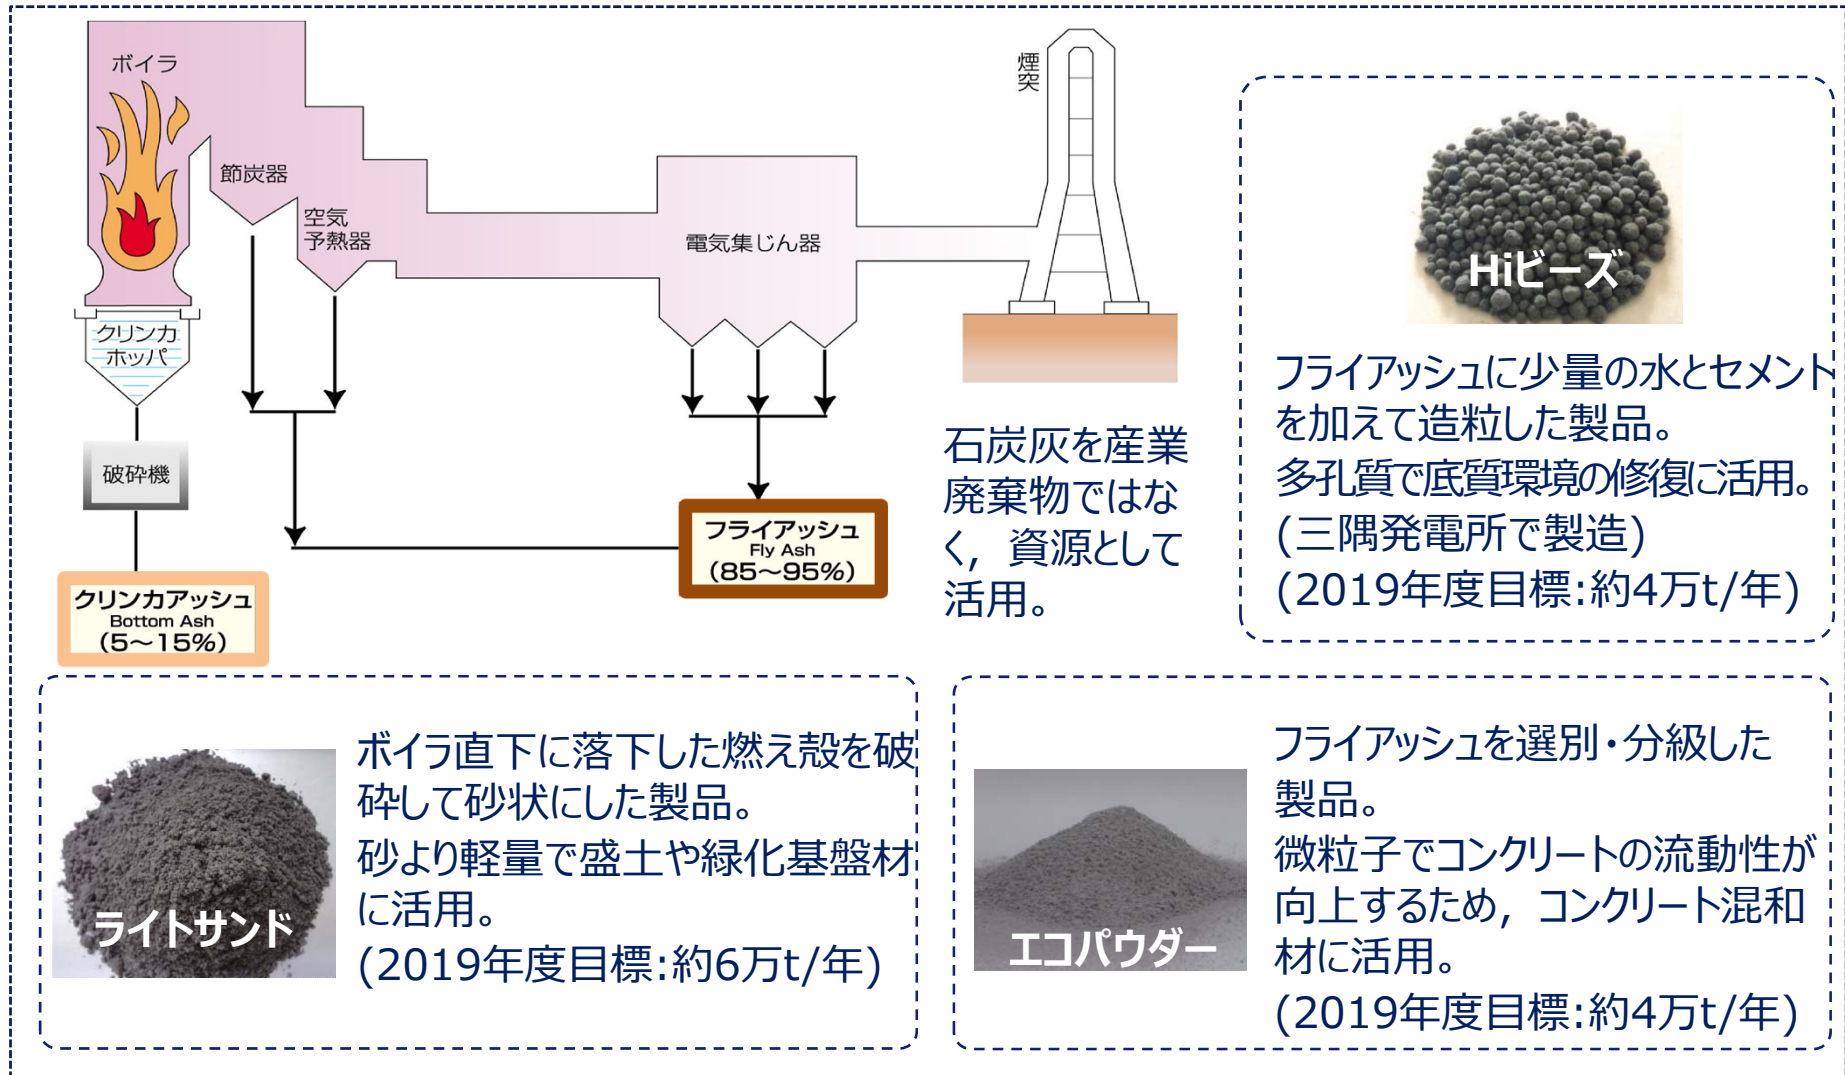 ボイラ
節炭器
空気
予熱器
電気集じん器
煙突
クリンカ
ホッパ
破砕機
クリンカアッシュ
Bottom Ash
(5～15%)
フライアッシュ
Fly Ash
(85～95%)
石炭灰を産業
廃棄物ではな
く，資源として
活用。
Hiビーズ
フライアッシュに少量の水とセメント
を加えて造粒した製品。
多孔質で底質環境の修復に活用。
(三隅発電所で製造)
(2019年度目標:約4万t/年)
ライトサンド
ボイラ直下に落下した燃え殻を破
砕して砂状にした製品。
砂より軽量で盛土や緑化基盤材
に活用。
(2019年度目標:約6万t/年)
エコパウダー
フライアッシュを選別・分級した
製品。
微粒子でコンクリートの流動性が
向上するため，コンクリート混和
材に活用。
(2019年度目標:約4万t/年)